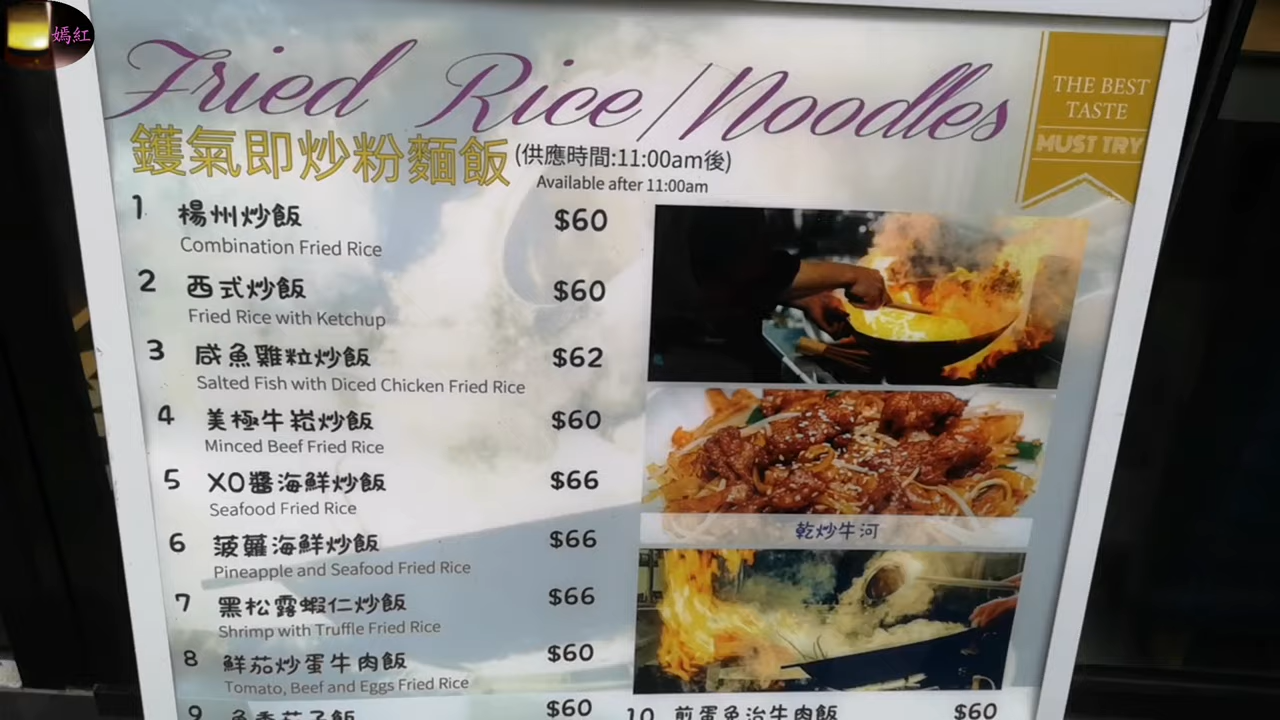 嫣紅
Fried Rice/Noodles
THE BEST
TASTE
MUST TRY
鑊氣即炒粉麵飯 (供應時間:11:00am後)
Available after 11:00am
1 楊州炒飯 $60
Combination Fried Rice
2 西式炒飯 $60
Fried Rice with Ketchup
3 咸魚雞粒炒飯 $62
Salted Fish with Diced Chicken Fried Rice
4 美極牛崧炒飯 $60
Minced Beef Fried Rice
5 XO醬海鮮炒飯 $66
Seafood Fried Rice
6 菠蘿海鮮炒飯 $66
Pineapple and Seafood Fried Rice
7 黑松露蝦仁炒飯 $66
Shrimp with Truffle Fried Rice
8 鮮茄炒蛋牛肉飯 $60
Tomato, Beef and Eggs Fried Rice
9 魚香茄子飯 $60
乾炒牛河
10 煎蛋免治牛肉飯 $60